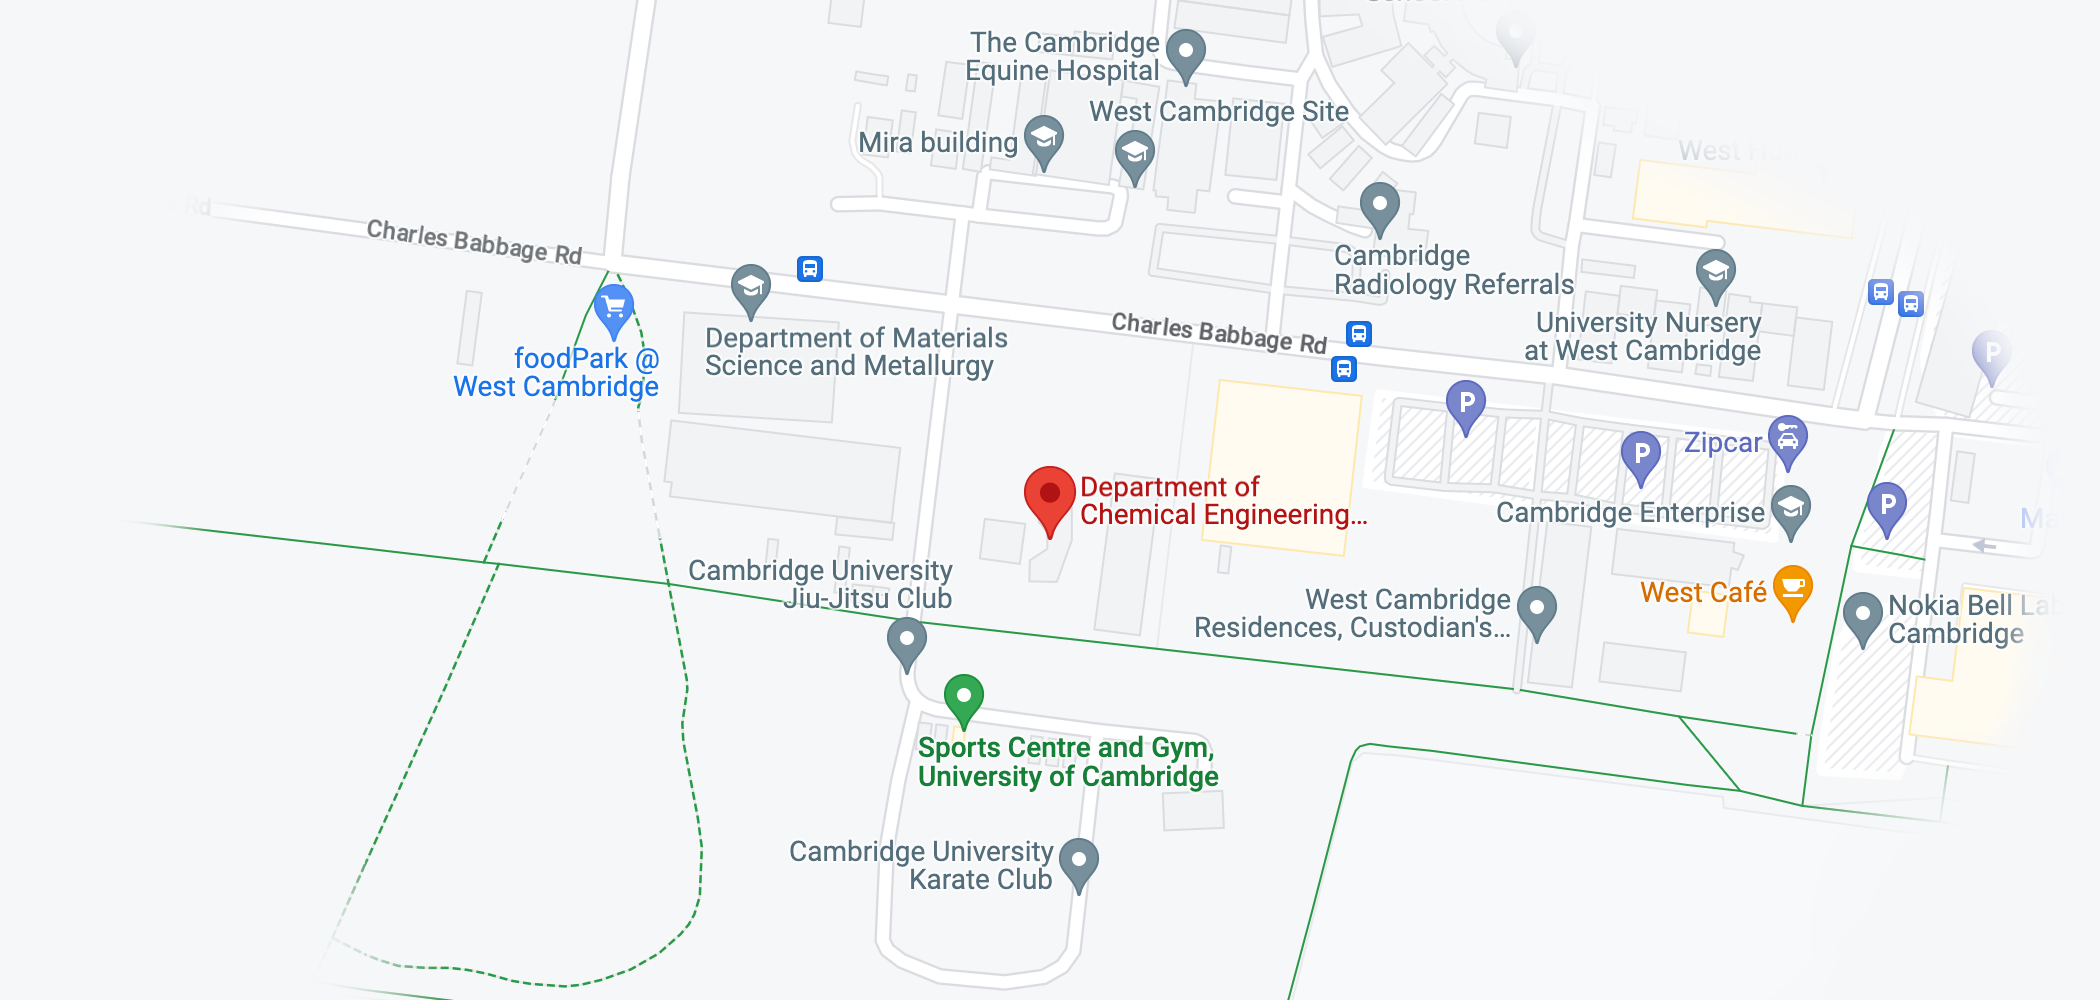 The Cambridge
Equine Hospital
West Cambridge Site
Mira building
West
Rd
Charles Babbage Rd
Cambridge
Radiology Referrals
Charles Babbage Rd
University Nursery
at West Cambridge
Department of Materials
Science and Metallurgy
foodPark @
West Cambridge
P
P
P
Zipcar
Department of
Chemical Engineering...
Cambridge Enterprise
P
Cambridge University
Jiu-Jitsu Club
West Cambridge
Residences, Custodian's...
West Café
Nokia Bell Labs
Cambridge
Sports Centre and Gym,
University of Cambridge
Cambridge University
Karate Club